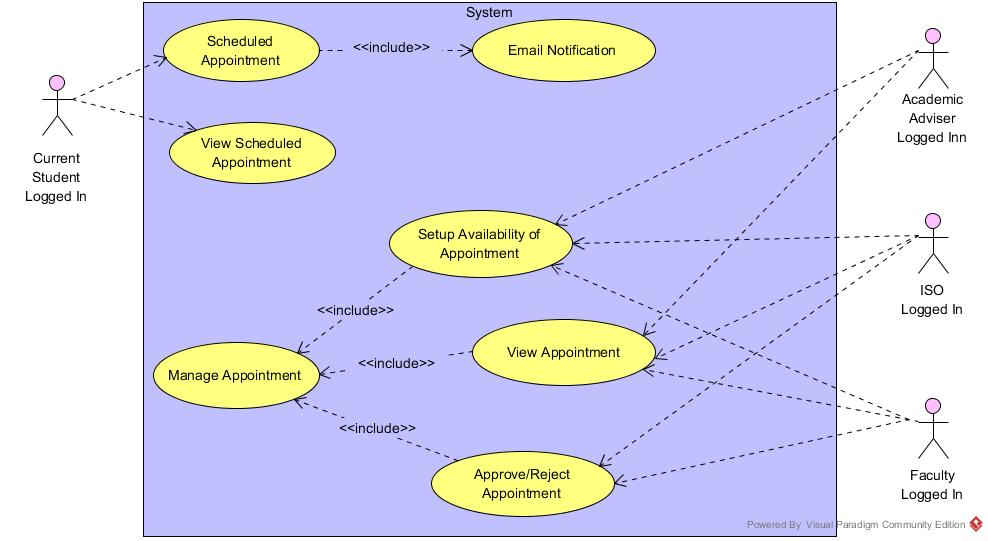 System
Scheduled
Appointment
<<include>>
Email Notification
Current
Student
Logged In
View Scheduled
Appointment
Academic
Adviser
Logged Inn
Setup Availability of
Appointment
ISO
Logged In
<<include>>
View Appointment
<<include>>
Manage Appointment
<<include>>
Approve/Reject
Appointment
Faculty
Logged In
Powered By Visual Paradigm Community Edition